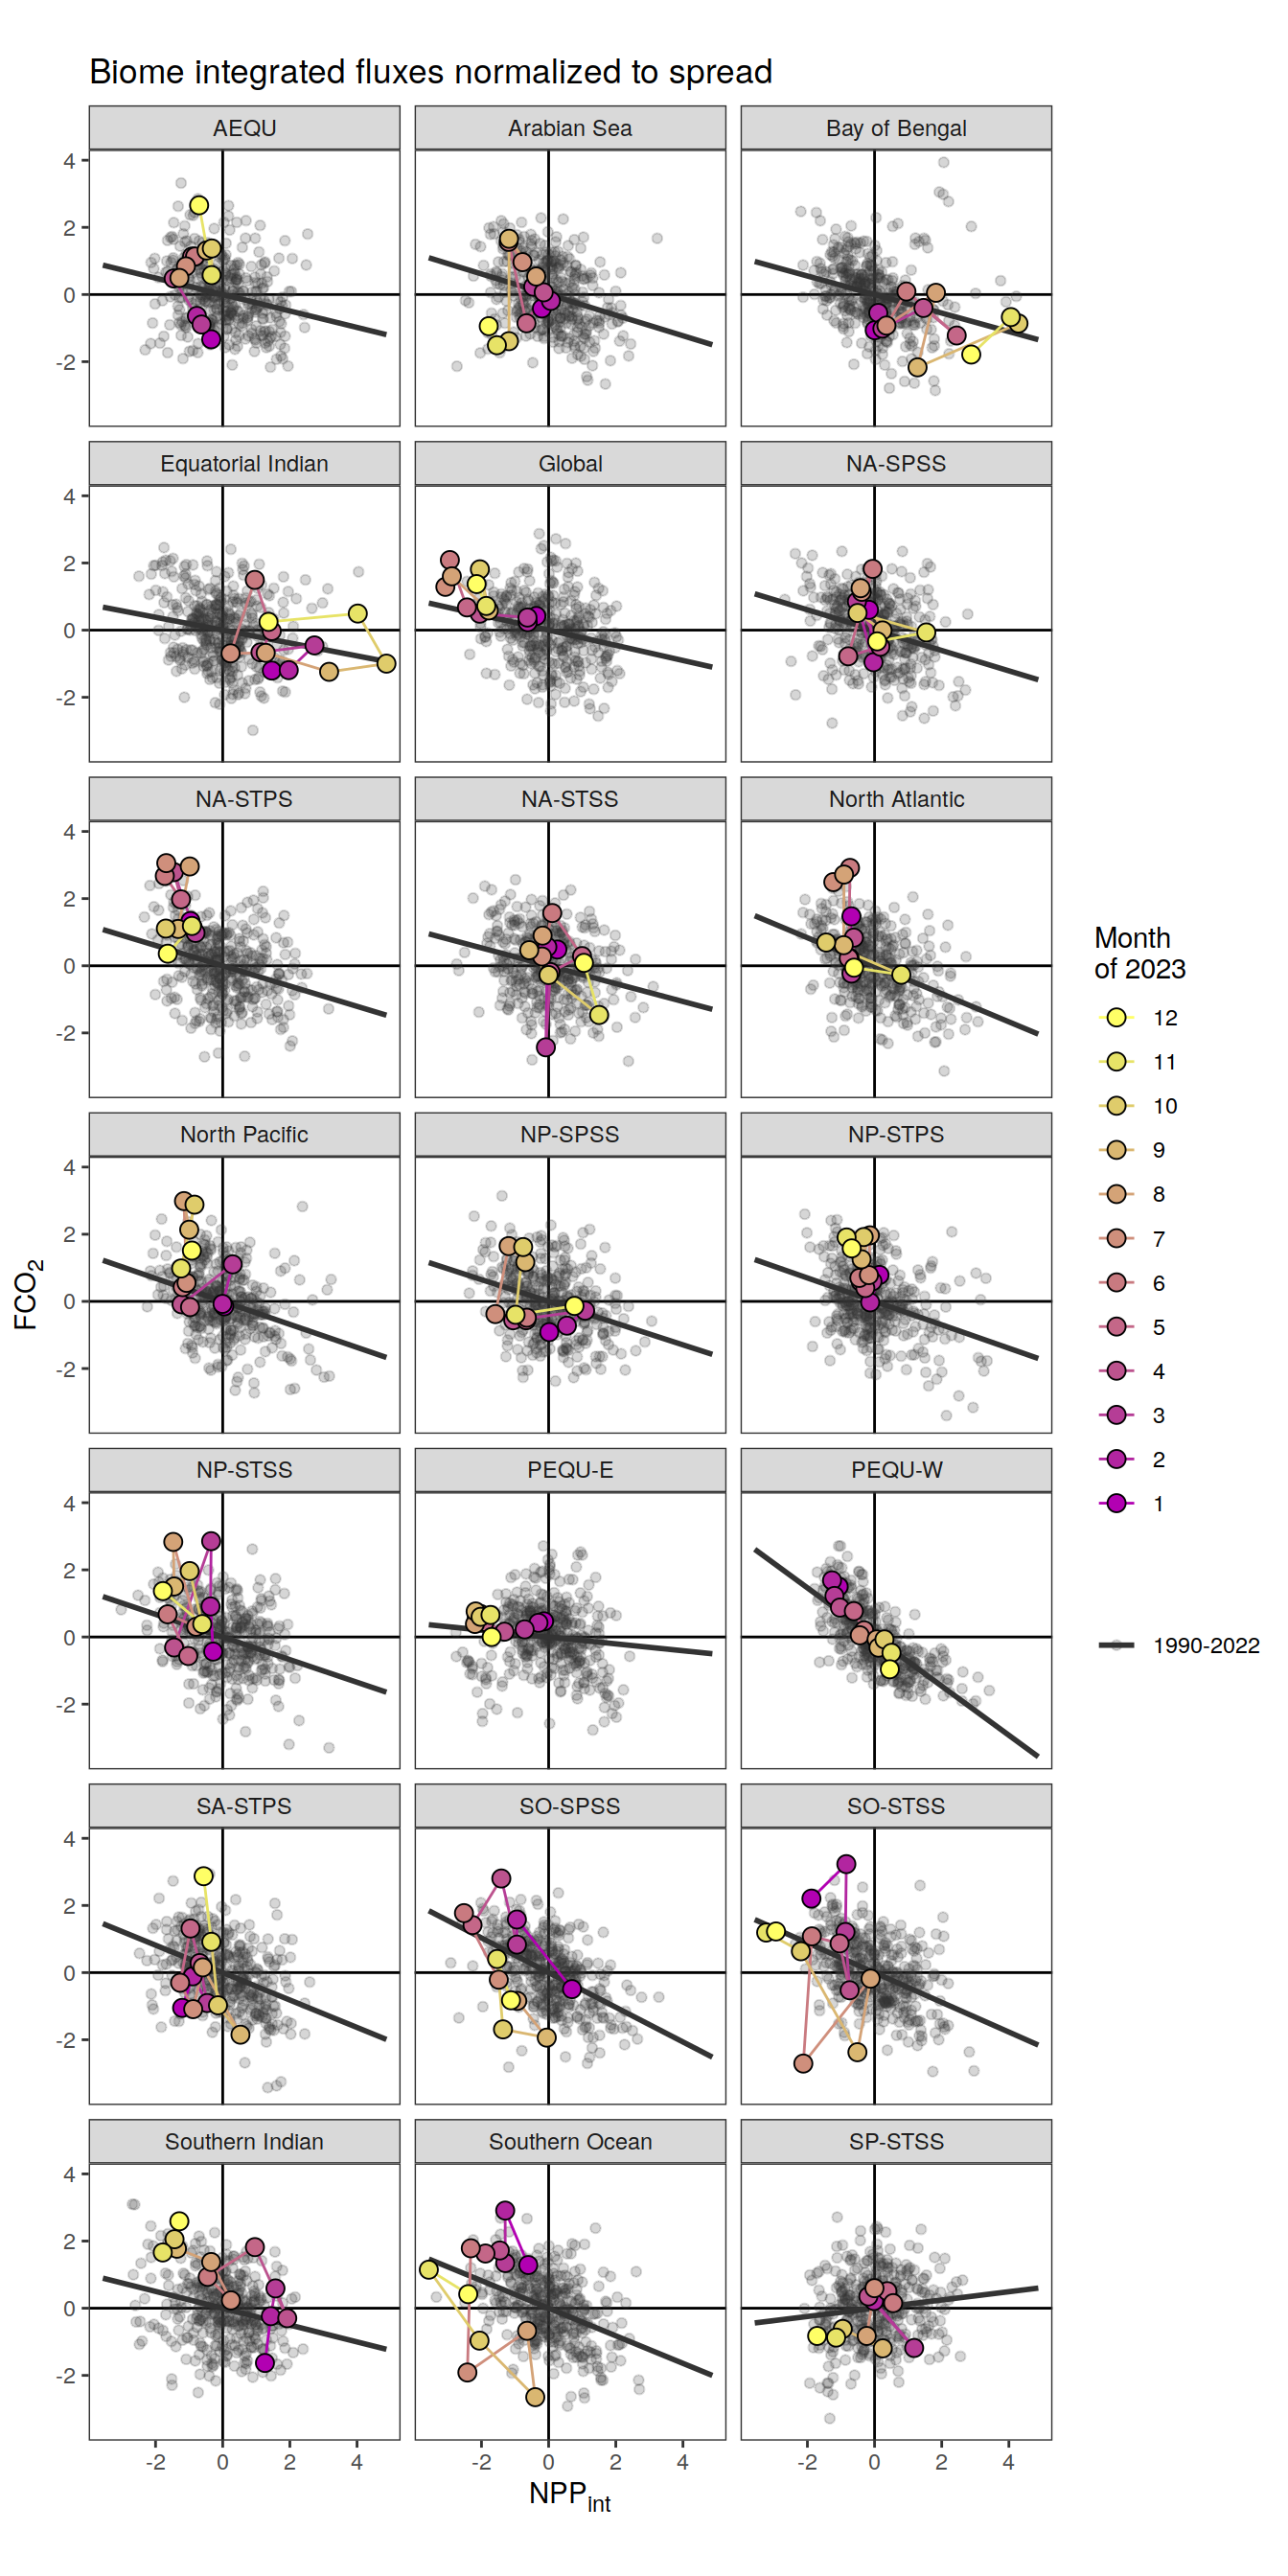 Biome integrated fluxes normalized to spread
AEQU
Arabian Sea
Bay of Bengal
4
2
0
-2
Equatorial Indian
Global
NA-SPSS
4
2
0
-2
NA-STPS
NA-STSS
North Atlantic
4
2
0
-2
North Pacific
NP-SPSS
NP-STPS
4
2
0
-2
NP-STSS
PEQU-E
PEQU-W
4
2
0
-2
SA-STPS
SO-SPSS
SO-STSS
4
2
0
-2
Southern Indian
Southern Ocean
SP-STSS
4
2
0
-2
-2 0 2 4
-2 0 2 4
-2 0 2 4
NPPint
FCO2
Month
of 2023
12
11
10
9
8
7
6
5
4
3
2
1
1990-2022